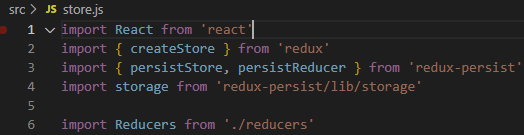 src > JS store.js
1 import React from 'react'
2 import { createStore } from 'redux'
3 import { persistStore, persistReducer } from 'redux-persist'
4 import storage from 'redux-persist/lib/storage'
5
6 import Reducers from './reducers'